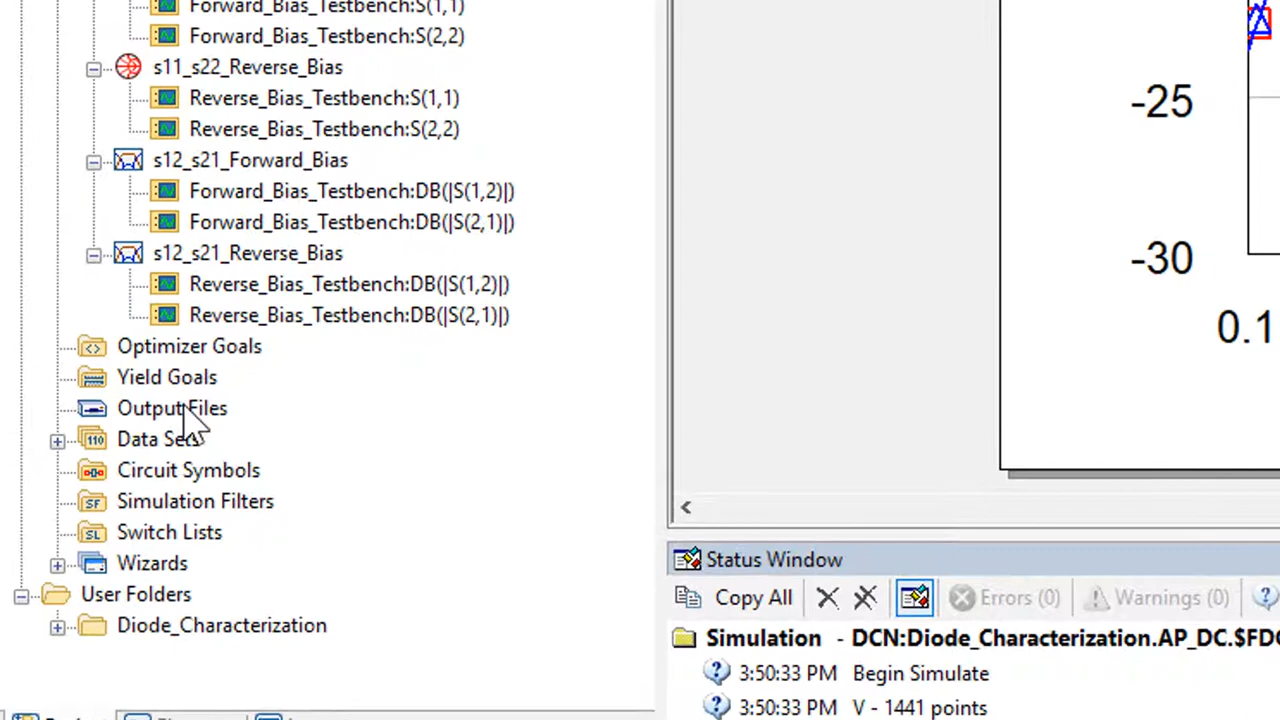 Forward_Bias_Testbench:S(1,1)
Forward_Bias_Testbench:S(2,2)
s11_s22_Reverse_Bias
Reverse_Bias_Testbench:S(1,1)
Reverse_Bias_Testbench:S(2,2)
s12_s21_Forward_Bias
Forward_Bias_Testbench:DB(|S(1,2)|)
Forward_Bias_Testbench:DB(|S(2,1)|)
s12_s21_Reverse_Bias
Reverse_Bias_Testbench:DB(|S(1,2)|)
Reverse_Bias_Testbench:DB(|S(2,1)|)
Optimizer Goals
Yield Goals
Output Files
Data Sets
Circuit Symbols
Simulation Filters
Switch Lists
Wizards
User Folders
Diode_Characterization
-25
-30
0.1
Status Window
Copy All
Errors (0)
Warnings (0)
Simulation - DCN:Diode_Characterization.AP_DC.$FDC
3:50:33 PM Begin Simulate
3:50:33 PM V - 1441 points